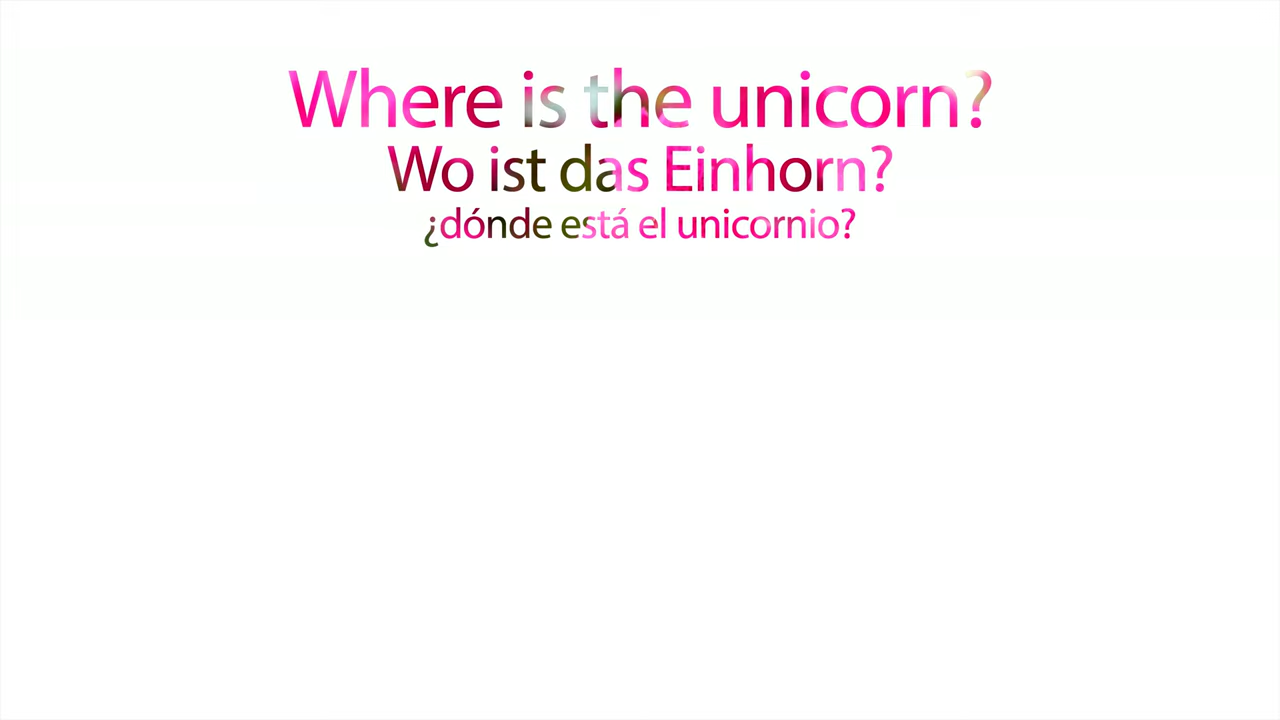 Where is the unicorn?
Wo ist das Einhorn?
¿dónde está el unicornio?